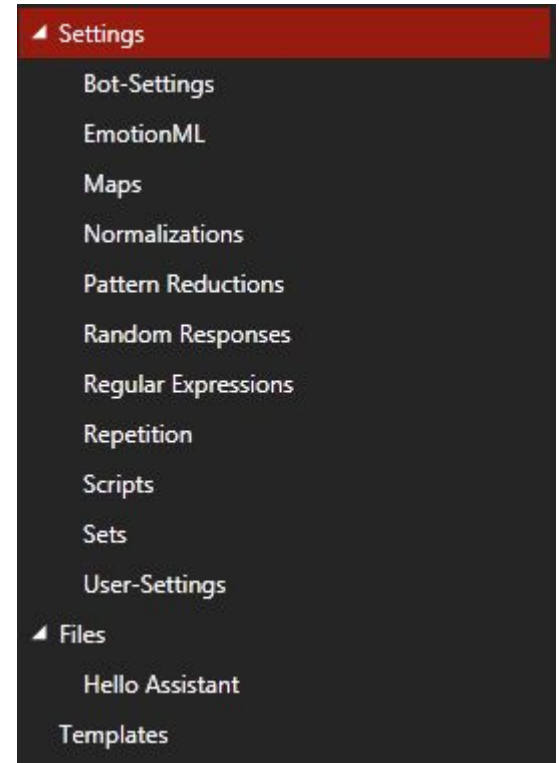 Settings
Bot-Settings
EmotionML
Maps
Normalizations
Pattern Reductions
Random Responses
Regular Expressions
Repetition
Scripts
Sets
User-Settings
Files
Hello Assistant
Templates